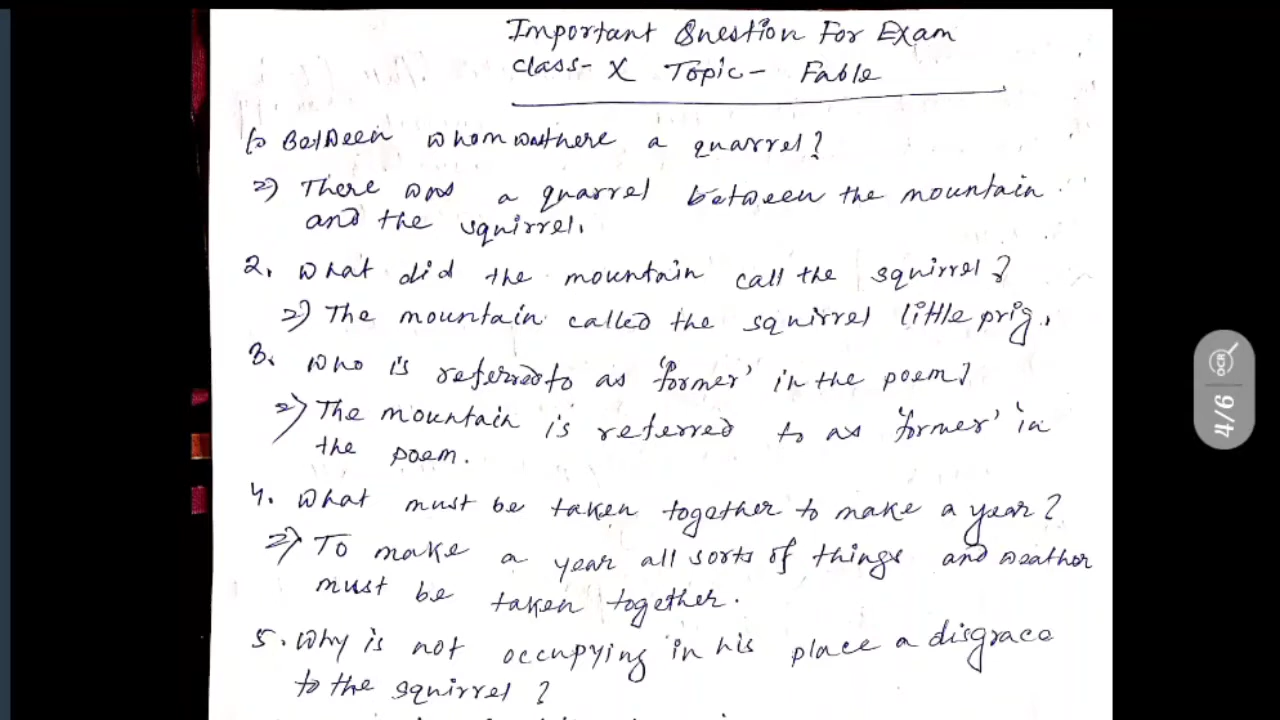 Important Question For Exam
Class- X Topic- Fable
1. Between whom was there a quarrel?
=) There was a quarrel between the mountain
and the squirrel.
2. What did the mountain call the squirrel?
=) The mountain called the squirrel little prig.
3. Who is referred to as 'former' in the poem?
=) The mountain is referred to as 'former' in
the poem.
4. What must be taken together to make a year?
=) To make a year all sorts of things and weather
must be taken together.
5. Why is not occupying in his place a disgrace
to the squirrel?
OCR
4/6